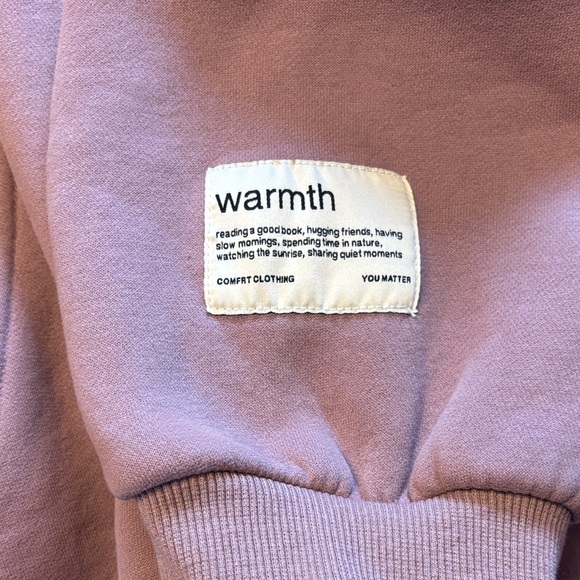 warmth
reading a good book, hugging friends, having
slow mornings, spending time in nature,
watching the sunrise, sharing quiet moments
COMFRT CLOTHING YOU MATTER